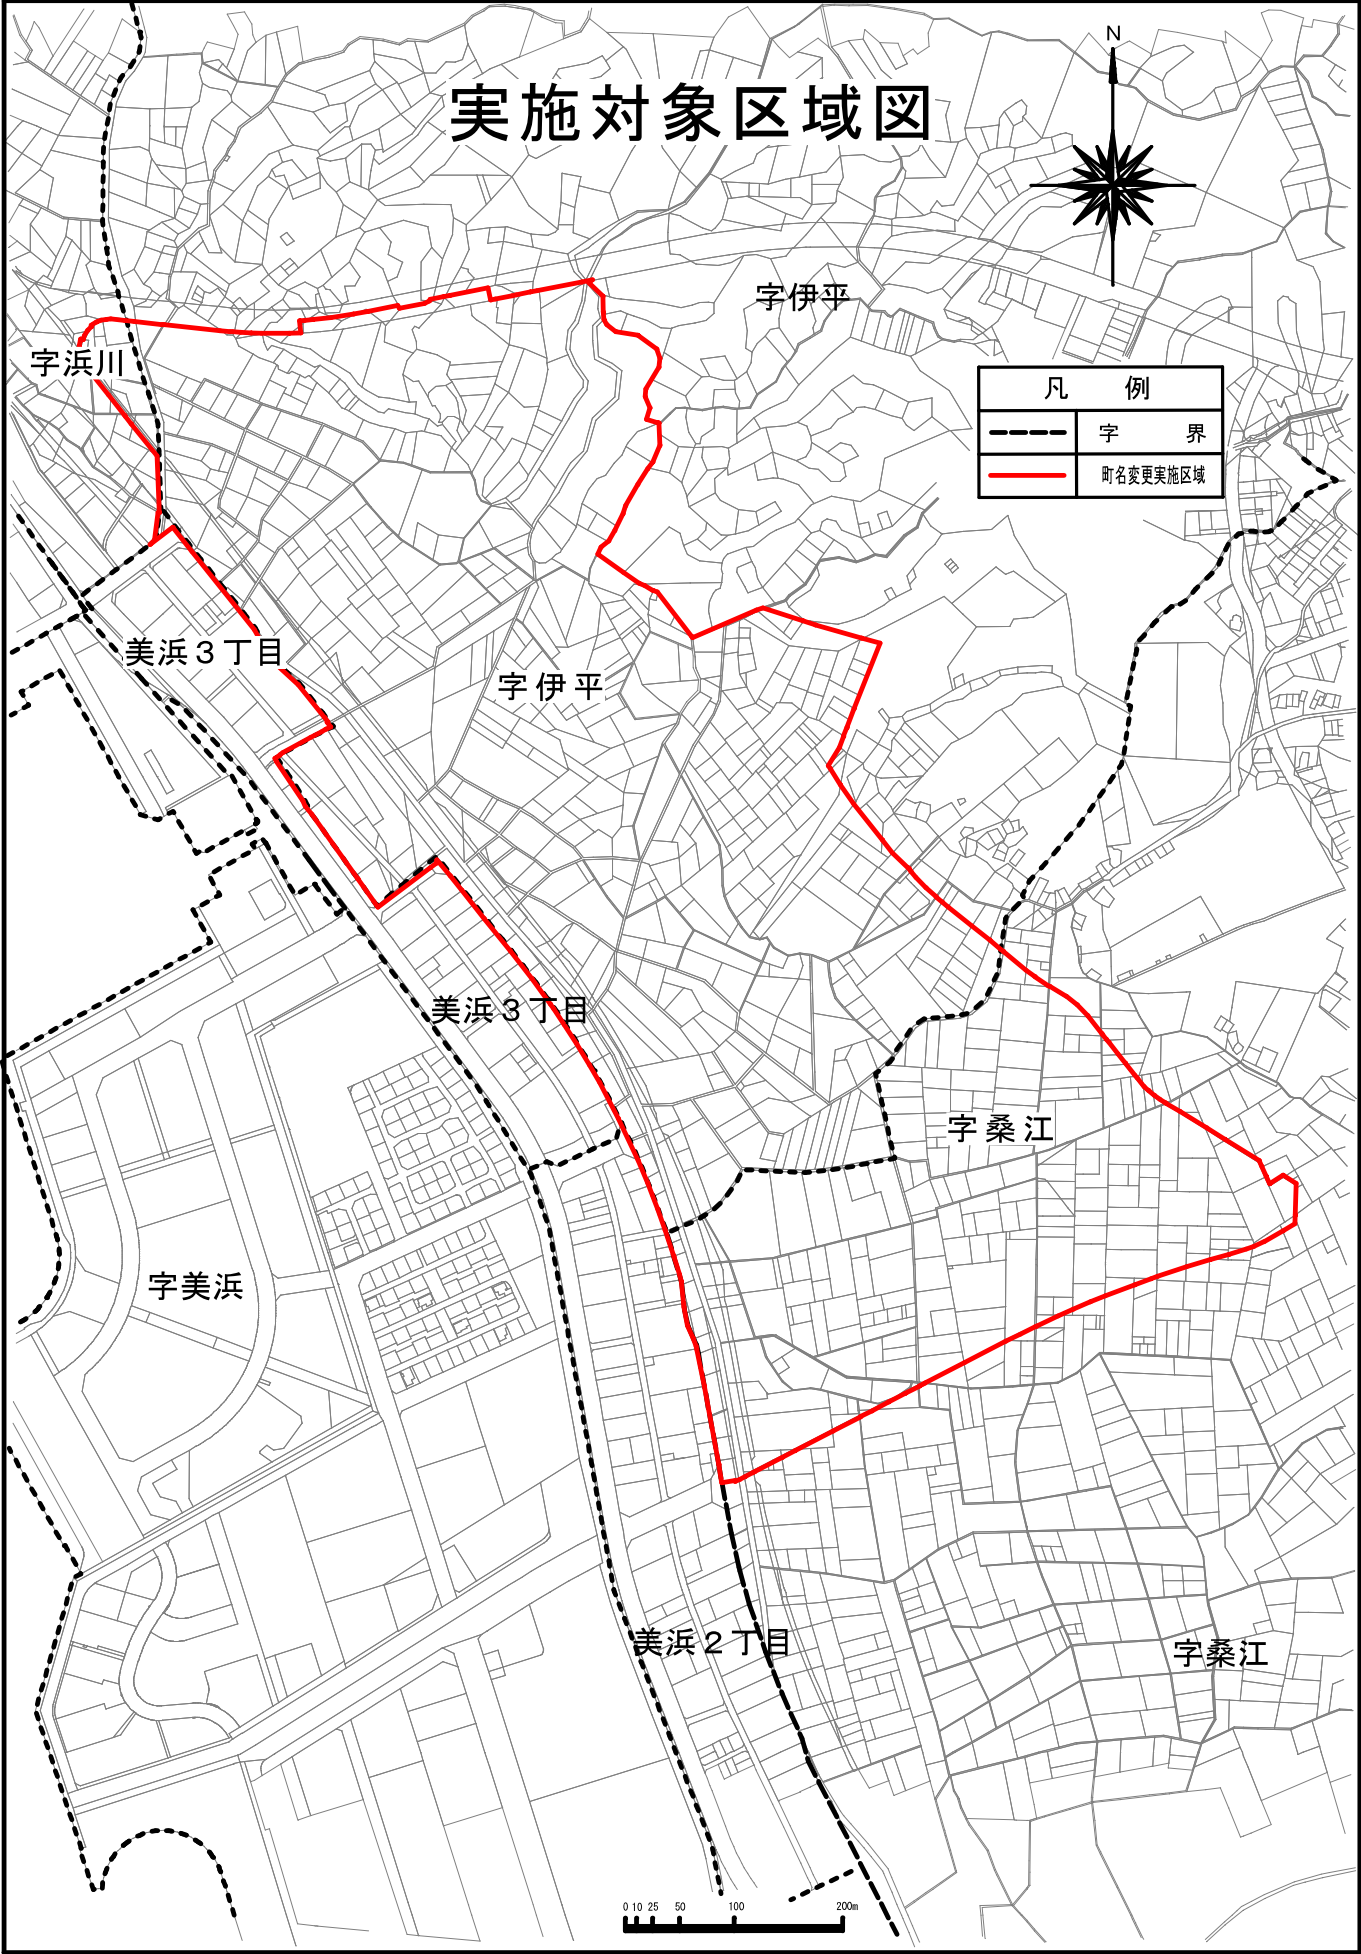 N
実施対象区域図
字伊平
字浜川
凡　例
字　界
町名変更実施区域
美浜３丁目
字伊平
美浜３丁目
字桑江
字美浜
美浜２丁目
字桑江
0 10 25 50 100 200m